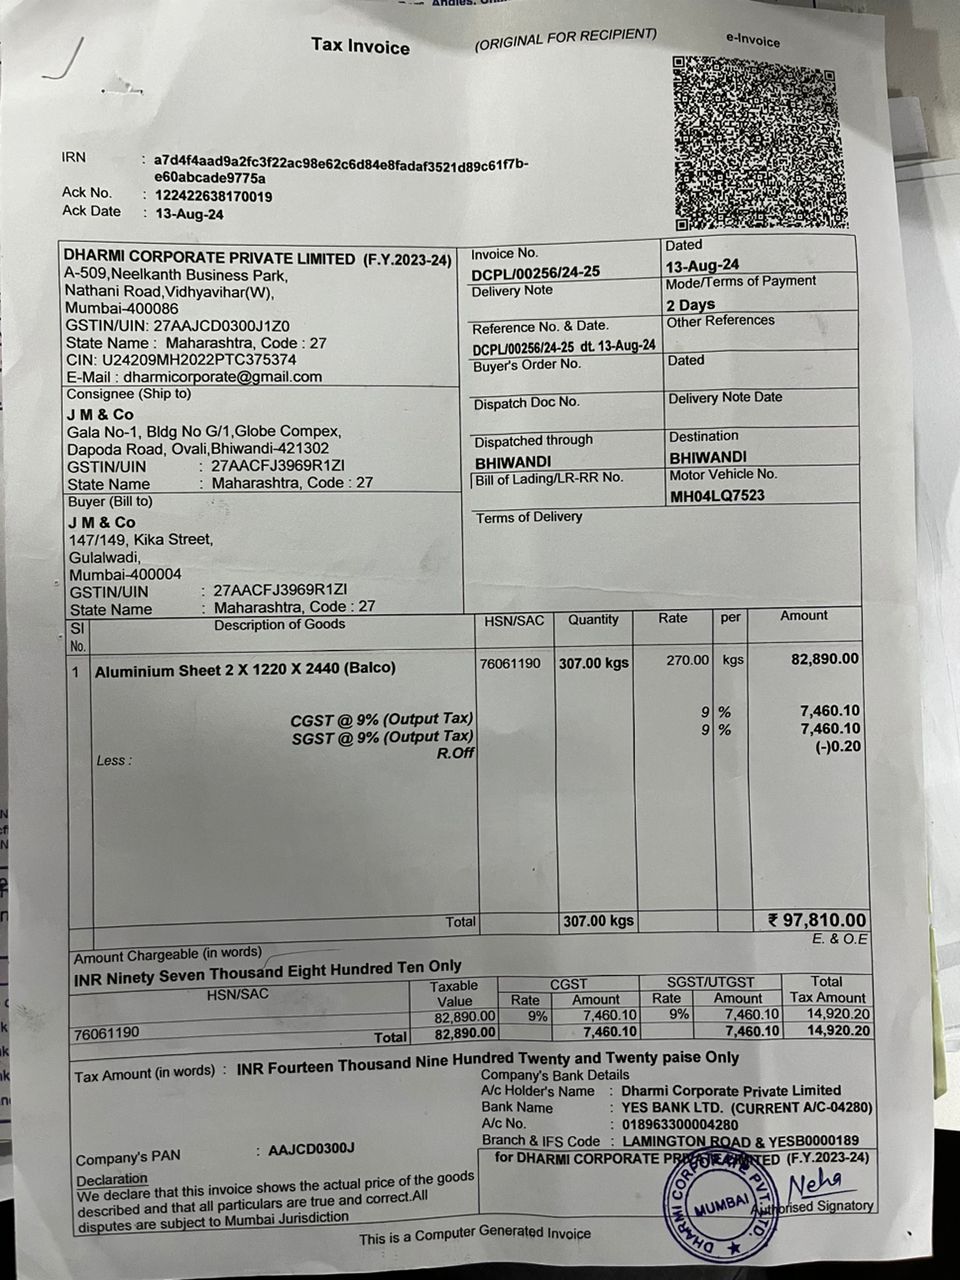 Tax Invoice
(ORIGINAL FOR RECIPIENT)
e-Invoice
IRN : a7d4f4aad9a2fc3f22ac98e62c6d84e8fadaf3521d89c61f7b-
e60abcade9775a
Ack No. : 122422638170019
Ack Date : 13-Aug-24
DHARMI CORPORATE PRIVATE LIMITED (F.Y.2023-24)
A-509,Neelkanth Business Park,
Nathani Road,Vidhyavihar(W),
Mumbai-400086
GSTIN/UIN: 27AAJCD0300J1Z0
State Name : Maharashtra, Code : 27
CIN: U24209MH2022PTC375374
E-Mail : dharmicorporate@gmail.com
Invoice No.
DCPL/00256/24-25
Dated
13-Aug-24
Delivery Note
Mode/Terms of Payment
2 Days
Reference No. & Date.
DCPL/00256/24-25 dt. 13-Aug-24
Other References
Buyer's Order No.
Dated
Dispatch Doc No.
Delivery Note Date
Dispatched through
BHIWANDI
Destination
BHIWANDI
Bill of Lading/LR-RR No.
Motor Vehicle No.
MH04LQ7523
Terms of Delivery
Consignee (Ship to)
J M & Co
Gala No-1, Bldg No G/1,Globe Compex,
Dapoda Road, Ovali,Bhiwandi-421302
GSTIN/UIN : 27AACFJ3969R1ZI
State Name : Maharashtra, Code : 27
Buyer (Bill to)
J M & Co
147/149, Kika Street,
Gulalwadi,
Mumbai-400004
GSTIN/UIN : 27AACFJ3969R1ZI
State Name : Maharashtra, Code : 27
Sl No. Description of Goods HSN/SAC Quantity Rate per Amount
1 Aluminium Sheet 2 X 1220 X 2440 (Balco) 76061190 307.00 kgs 270.00 kgs 82,890.00
CGST @ 9% (Output Tax) 9 % 7,460.10
SGST @ 9% (Output Tax) 9 % 7,460.10
Less : R.Off (-)0.20
Total 307.00 kgs ₹ 97,810.00
Amount Chargeable (in words) E. & O.E
INR Ninety Seven Thousand Eight Hundred Ten Only
HSN/SAC Taxable Value CGST SGST/UTGST Total Tax Amount
Rate Amount Rate Amount
76061190 82,890.00 9% 7,460.10 9% 7,460.10 14,920.20
Total 82,890.00 7,460.10 7,460.10 14,920.20
Tax Amount (in words) : INR Fourteen Thousand Nine Hundred Twenty and Twenty paise Only
Company's Bank Details
A/c Holder's Name : Dharmi Corporate Private Limited
Bank Name : YES BANK LTD. (CURRENT A/C-04280)
A/c No. : 018963300004280
Branch & IFS Code : LAMINGTON ROAD & YESB0000189
Company's PAN : AAJCD0300J
Declaration
We declare that this invoice shows the actual price of the goods
described and that all particulars are true and correct.All
disputes are subject to Mumbai Jurisdiction
for DHARMI CORPORATE PRIVATE LIMITED (F.Y.2023-24)
DHARMI CORPORATE PVT. LTD.
MUMBAI
Neha
Authorised Signatory
This is a Computer Generated Invoice